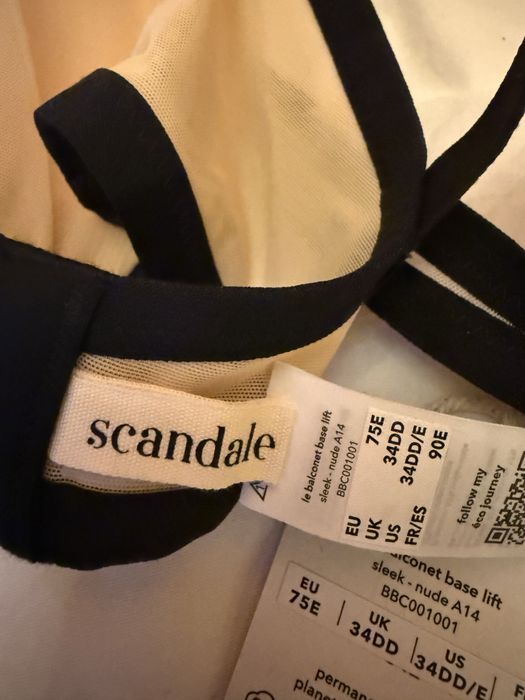 scandale
le balconet base lift
sleek - nude A14
BBC001001
EU 75E
UK 34DD
US 34DD/E
FR/ES 90E
follow my
éco journey
balconet base lift
sleek - nude A14
BBC001001
EU
75E
UK
34DD
US
34DD/E